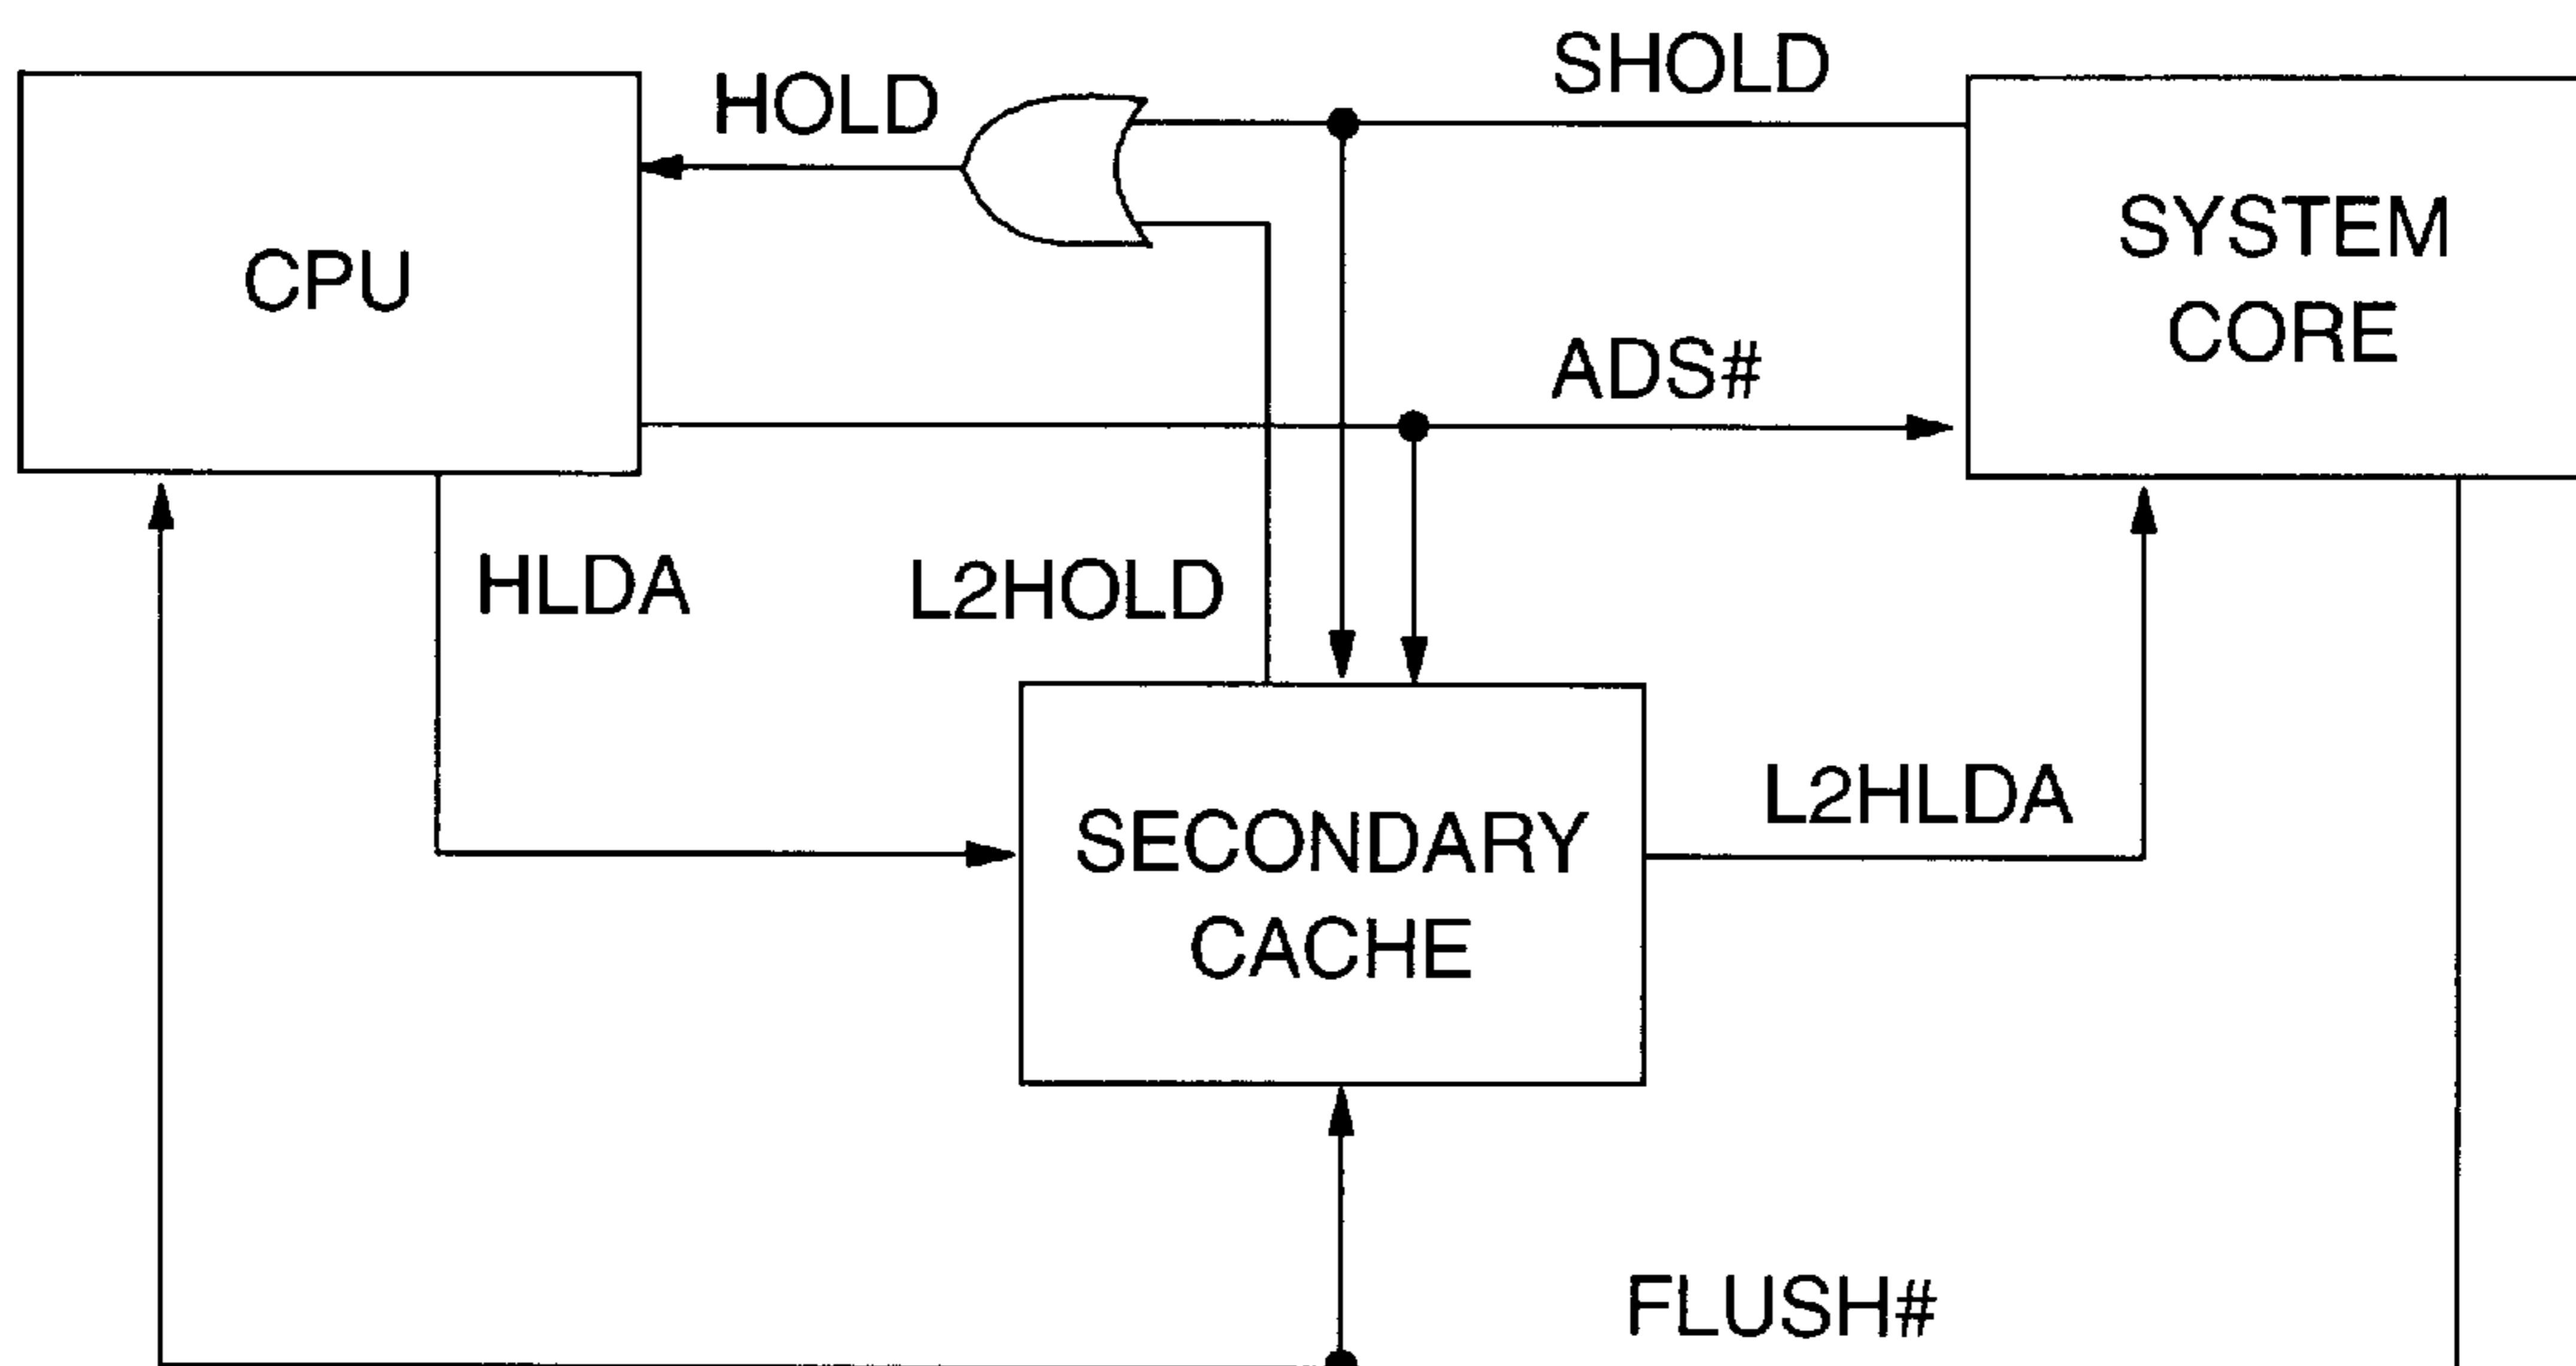 SHOLD
HOLD
CPU
SYSTEM
CORE
ADS#
HLDA
L2HOLD
L2HLDA
SECONDARY
CACHE
FLUSH#